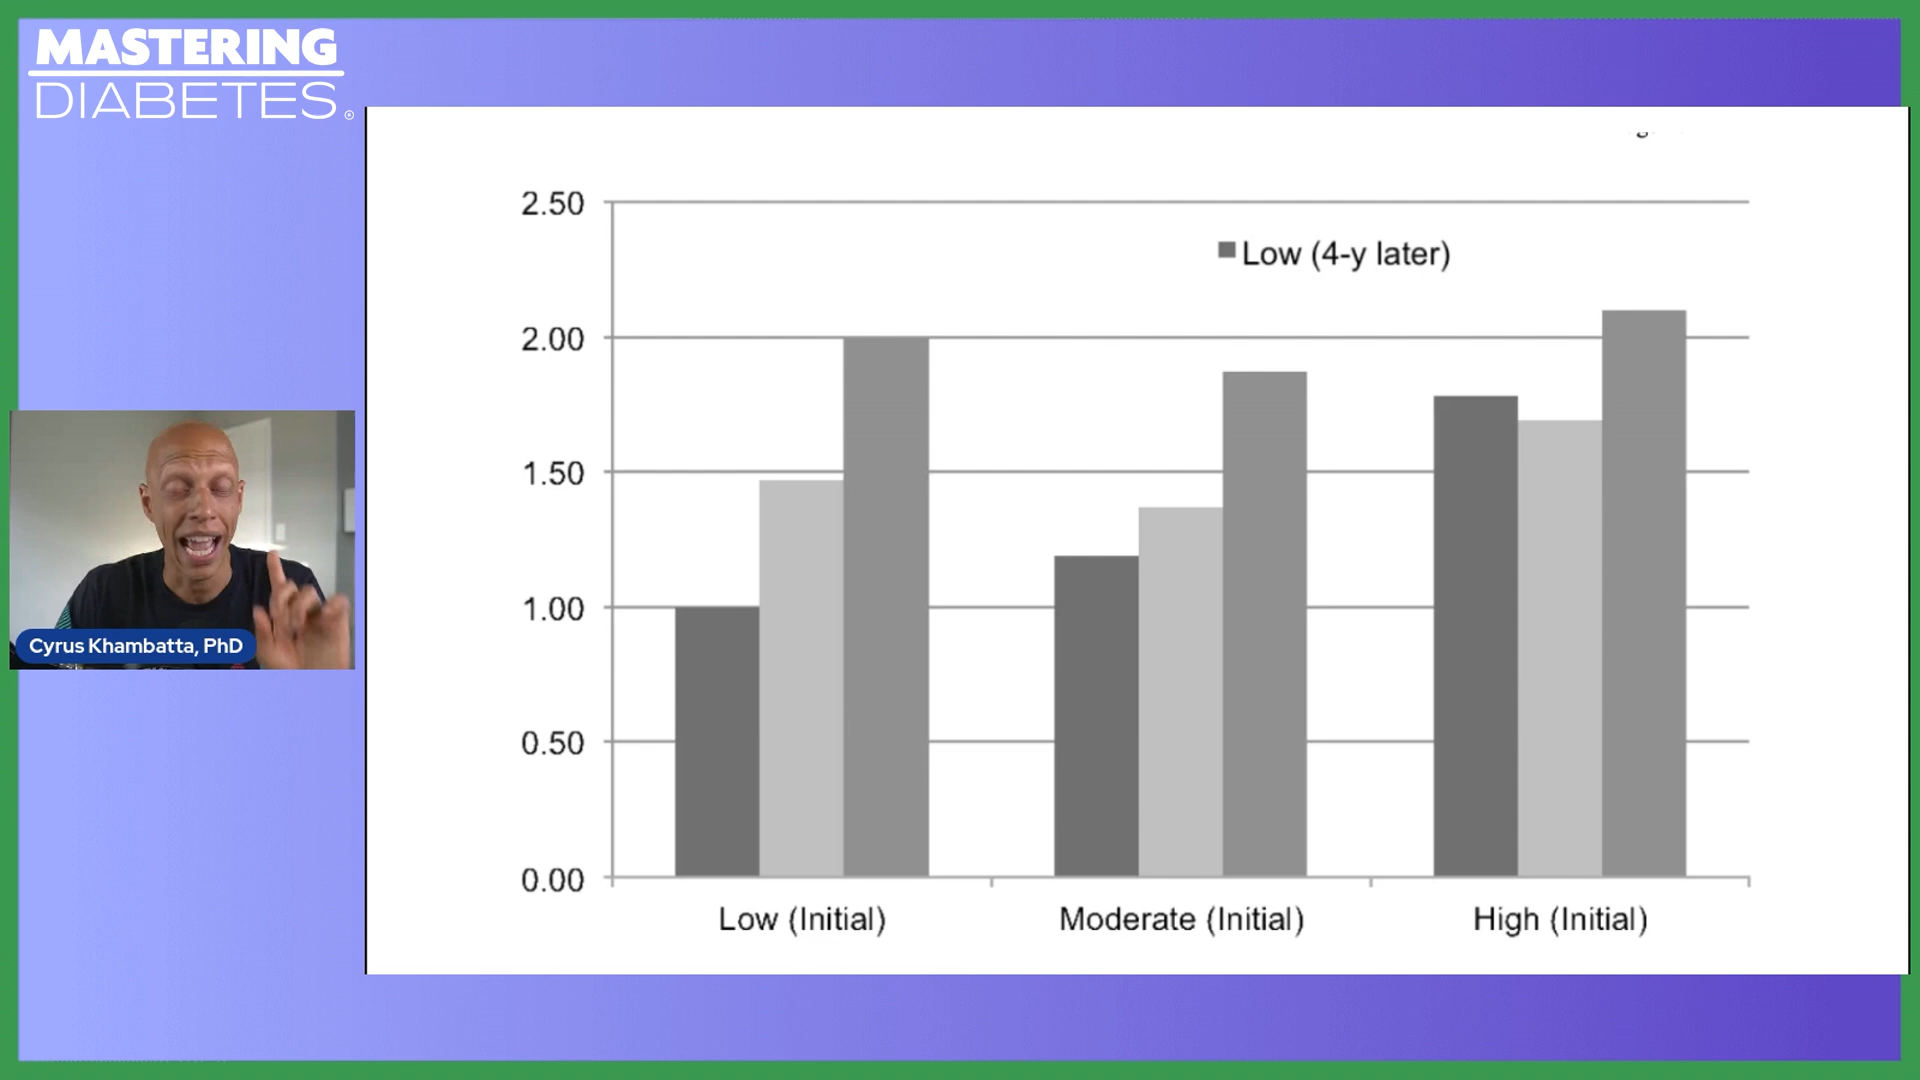 MASTERING
DIABETES®
2.50
Low (4-y later)
2.00
1.50
1.00
0.50
0.00
Low (Initial)
Moderate (Initial)
High (Initial)
Cyrus Khambatta, PhD